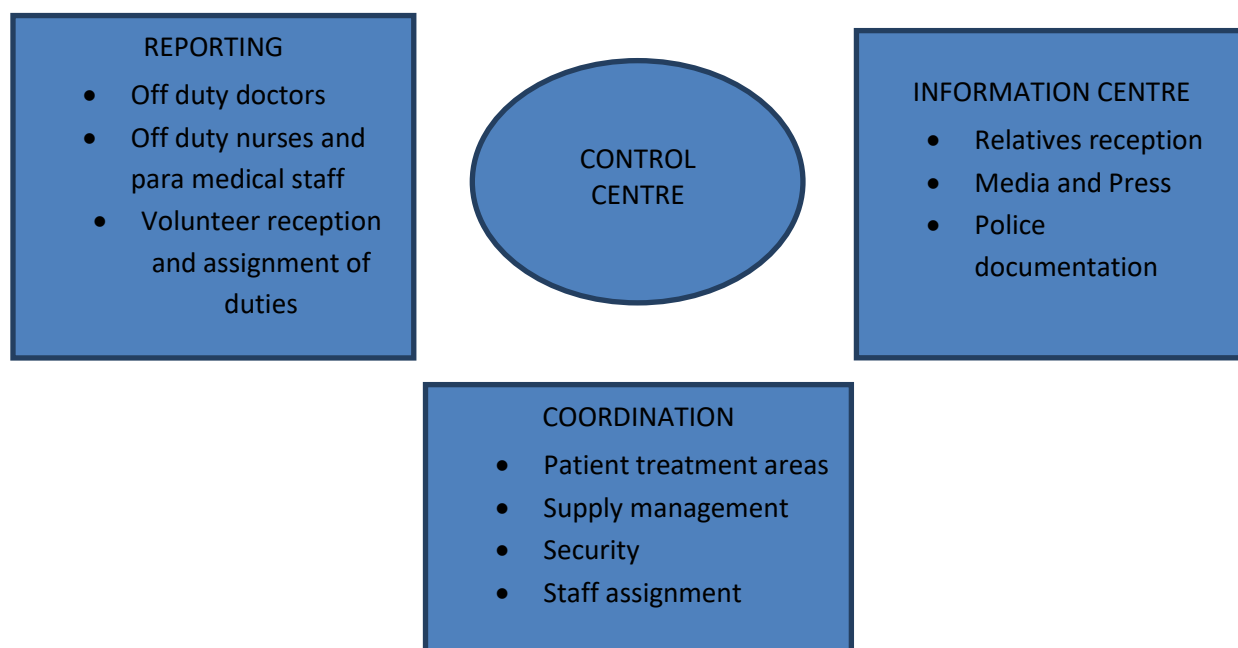 REPORTING
• Off duty doctors
• Off duty nurses and
para medical staff
• Volunteer reception
and assignment of
duties
CONTROL
CENTRE
INFORMATION CENTRE
• Relatives reception
• Media and Press
• Police
documentation
COORDINATION
• Patient treatment areas
• Supply management
• Security
• Staff assignment